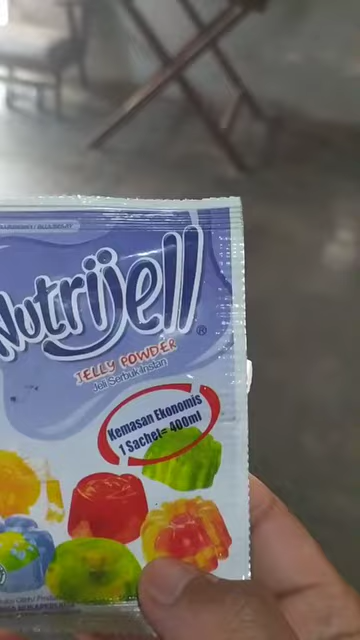 Nutrijell®
JELLY POWDER
Jeli Serbuk Instan
Kemasan Ekonomis
1 Sachet= 400ml